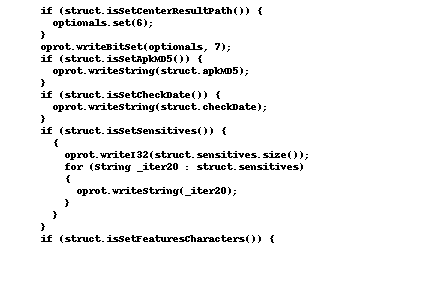 if (struct.isSetCenterResultPath()) {
optionals.set(6);
}
oprot.writeBitSet(optionals, 7);
if (struct.isSetApkMD5()) {
oprot.writeString(struct.apkMD5);
}
if (struct.isSetCheckDate()) {
oprot.writeString(struct.checkDate);
}
if (struct.isSetSensitives()) {
{
oprot.writeI32(struct.sensitives.size());
for (String _iter20 : struct.sensitives)
{
oprot.writeString(_iter20);
}
}
}
if (struct.isSetFeaturesCharacters()) {